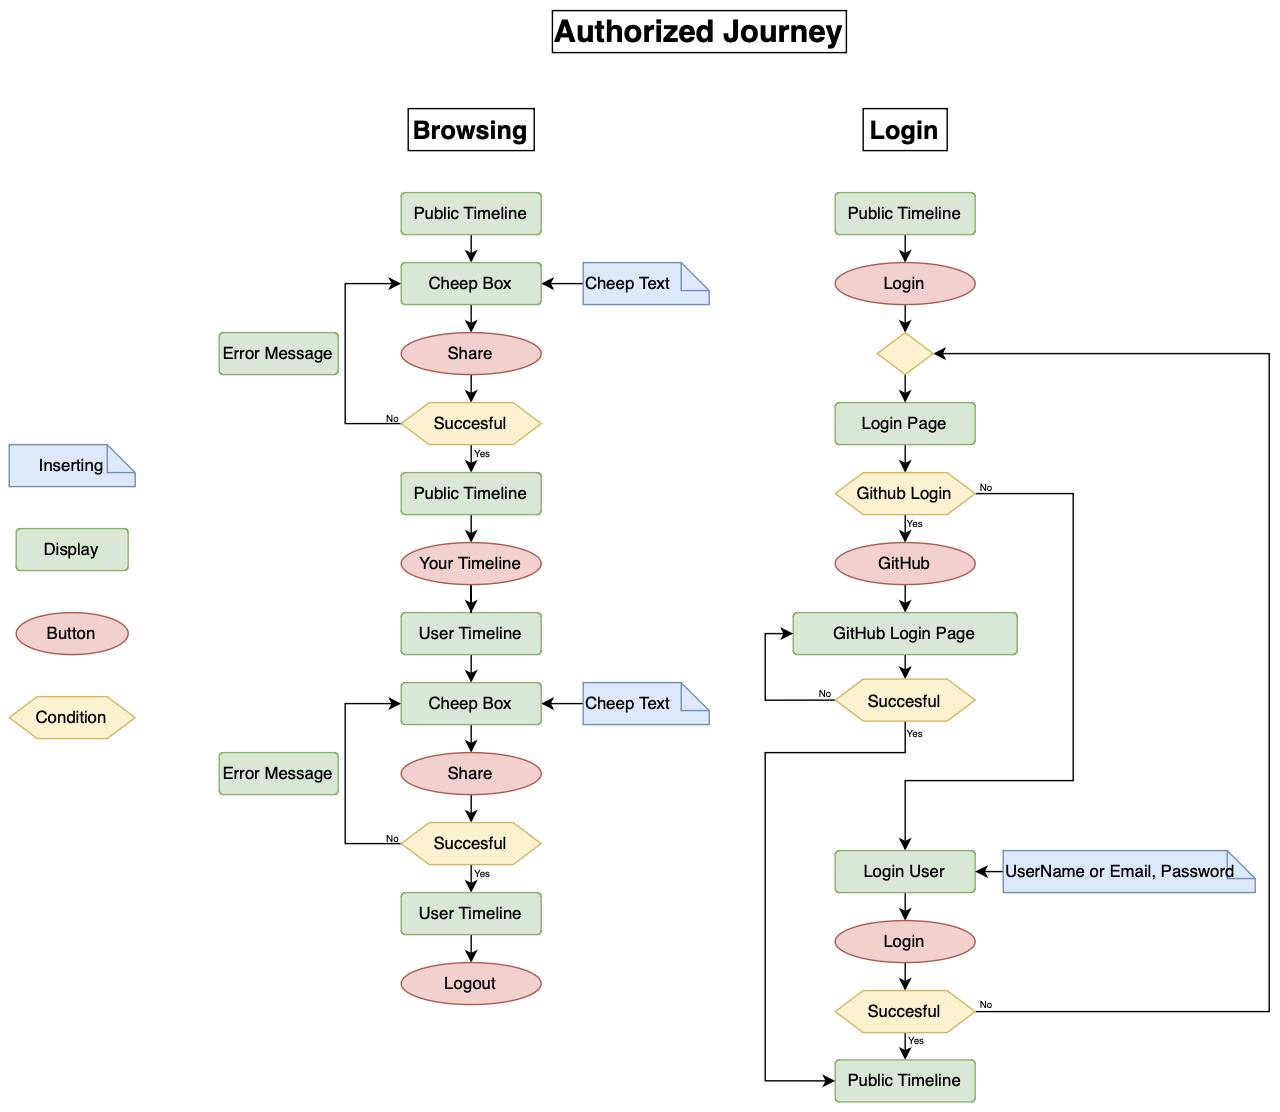 Authorized Journey
Browsing
Public Timeline
Cheep Box
Cheep Text
Error Message
Share
Succesful
No
Yes
Public Timeline
Your Timeline
User Timeline
Cheep Box
Cheep Text
Error Message
Share
Succesful
No
Yes
User Timeline
Logout
Login
Public Timeline
Login
Login Page
Github Login
No
Yes
GitHub
GitHub Login Page
Succesful
No
Yes
Login User
UserName or Email, Password
Login
Succesful
No
Yes
Public Timeline
Inserting
Display
Button
Condition